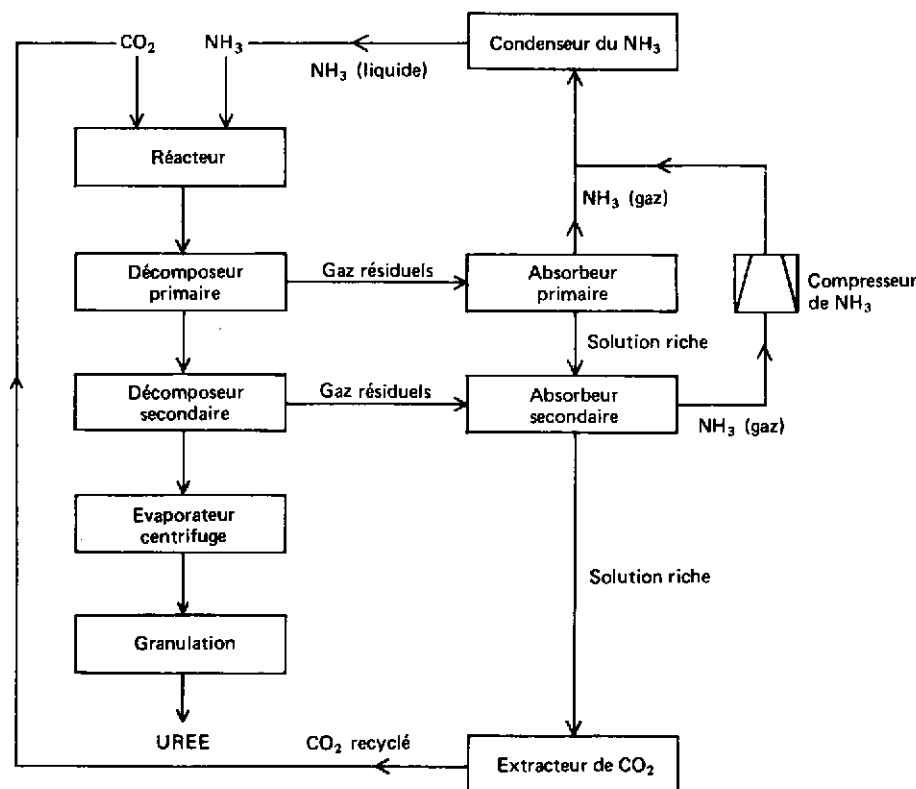 CO₂
NH₃
NH₃ (liquide)
Condenseur du NH₃
Réacteur
NH₃ (gaz)
Décomposeur
primaire
Gaz résiduels
Absorbeur
primaire
Compresseur
de NH₃
Solution riche
Décomposeur
secondaire
Gaz résiduels
Absorbeur
secondaire
NH₃ (gaz)
Evaporateur
centrifuge
Solution riche
Granulation
UREE
CO₂ recyclé
Extracteur de CO₂